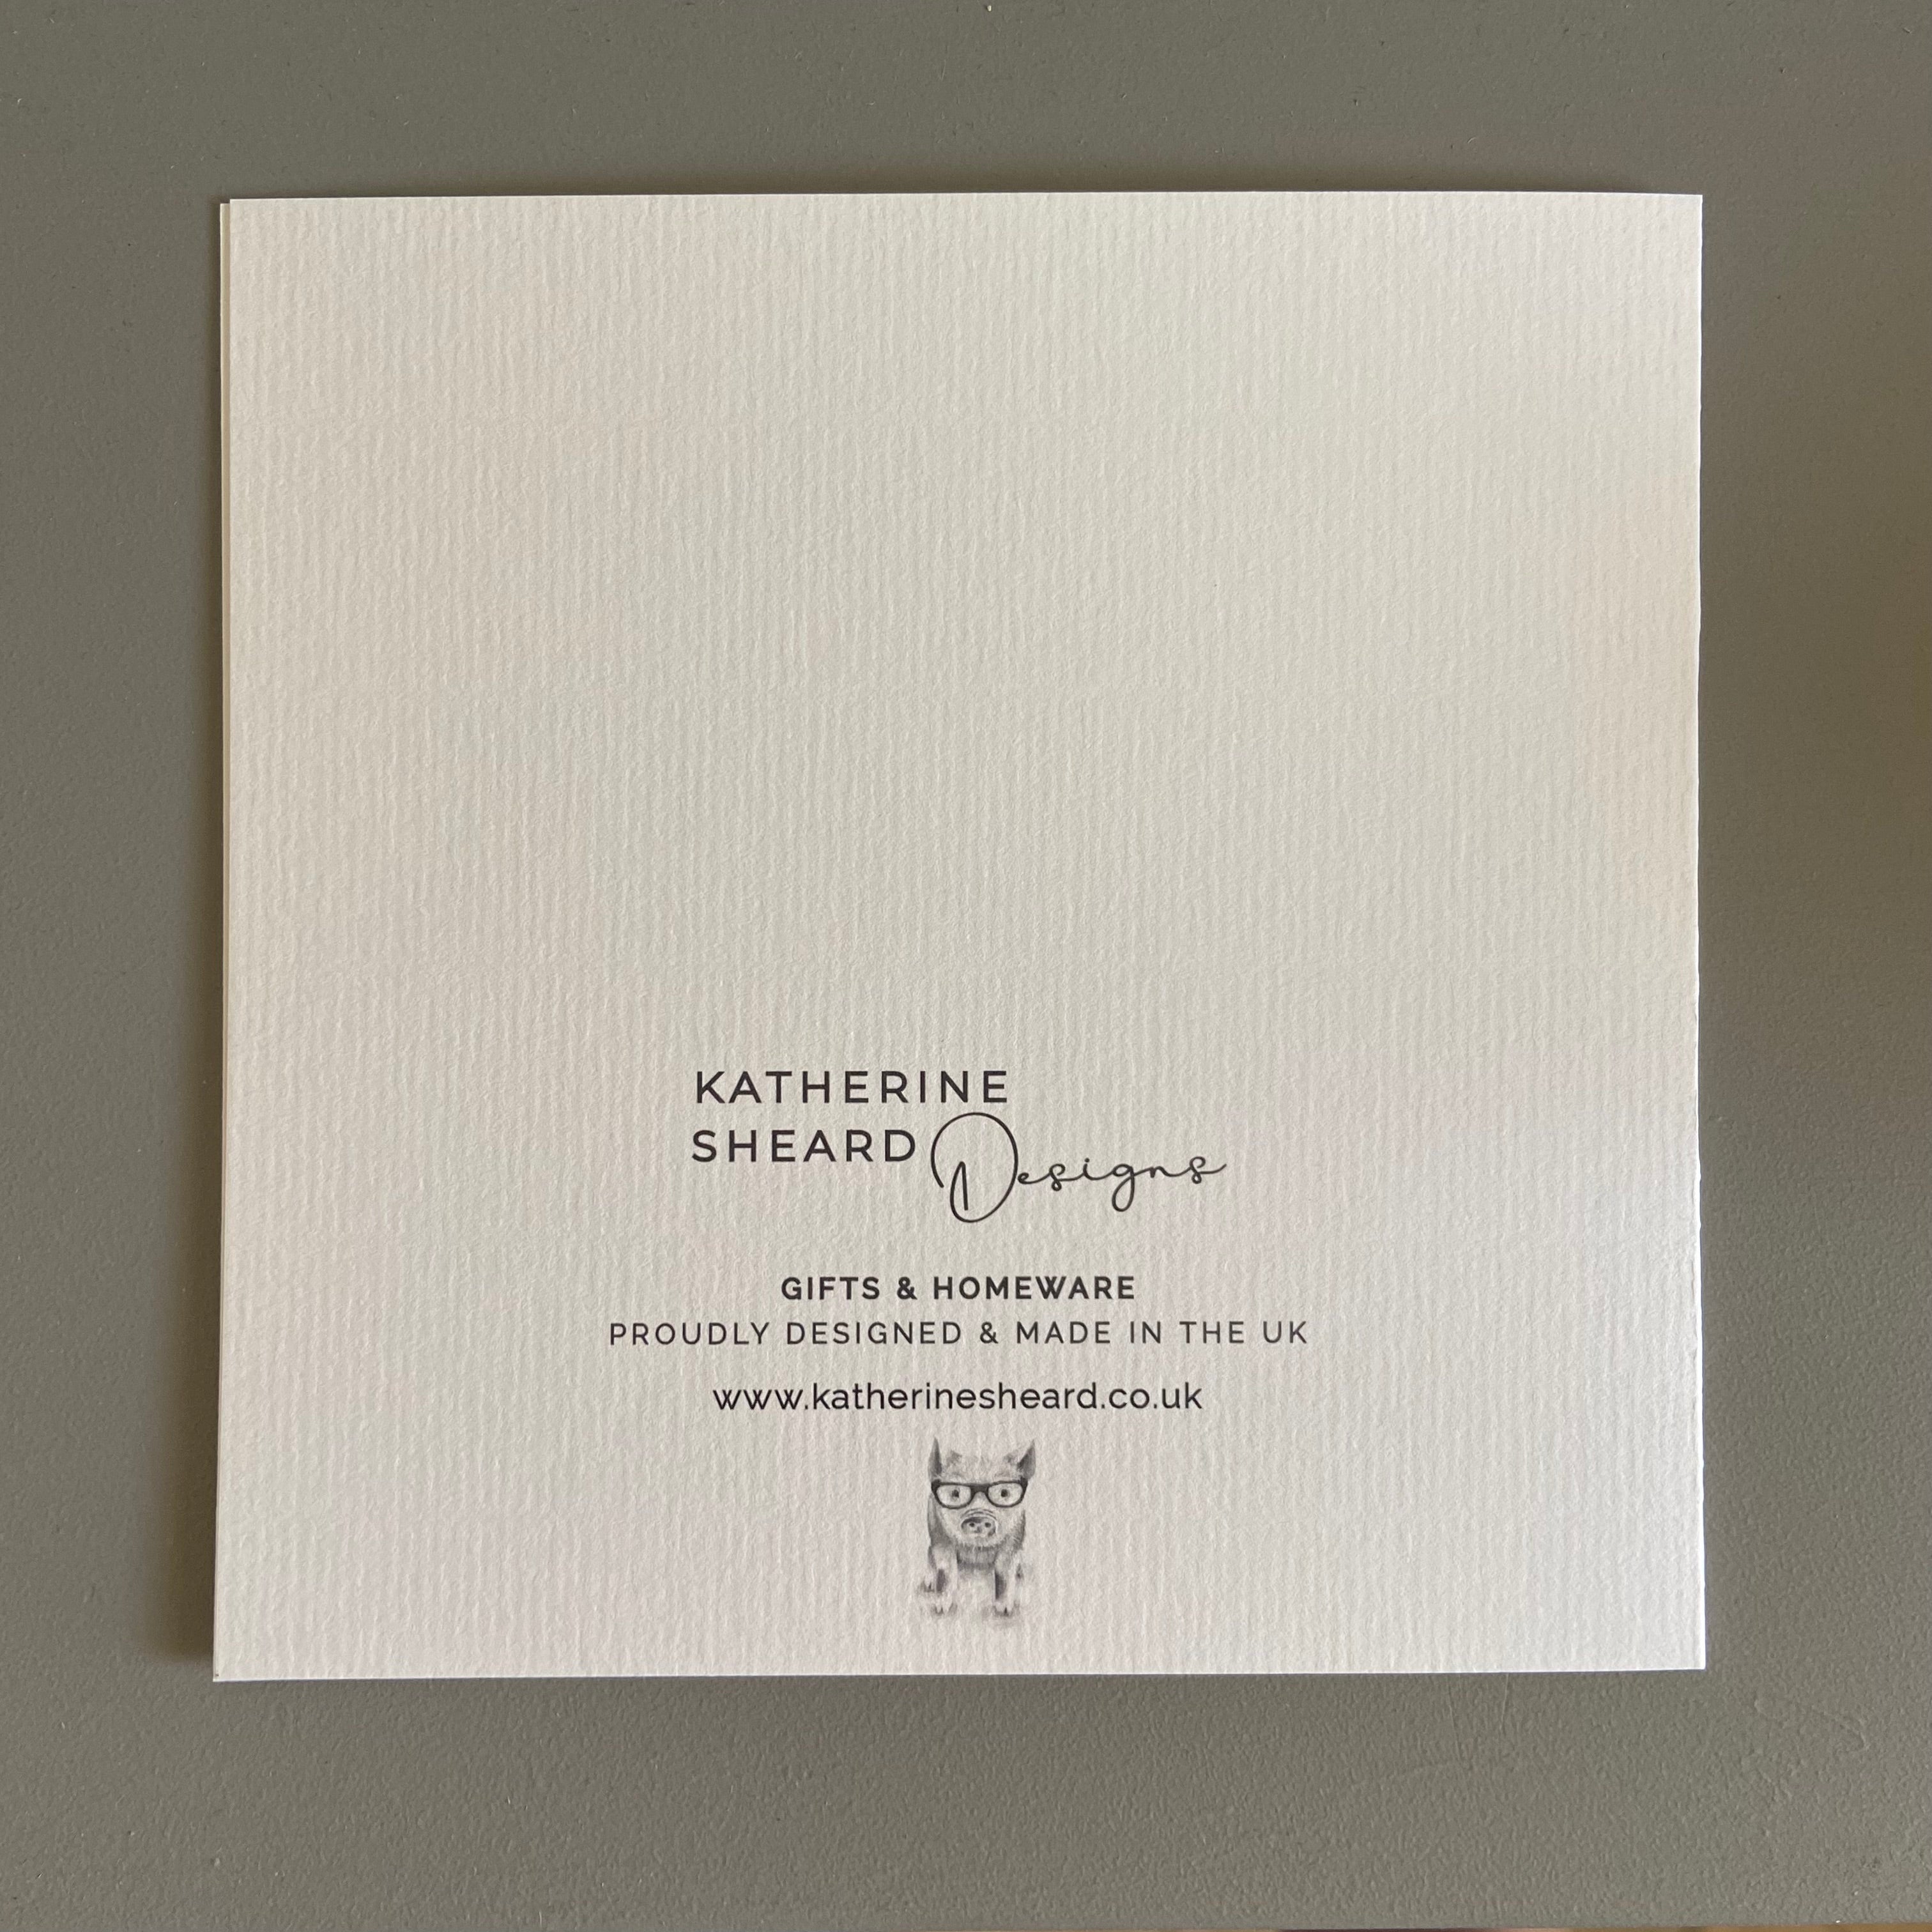 KATHERINE
SHEARD Designs
GIFTS & HOMEWARE
PROUDLY DESIGNED & MADE IN THE UK
www.katherinesheard.co.uk